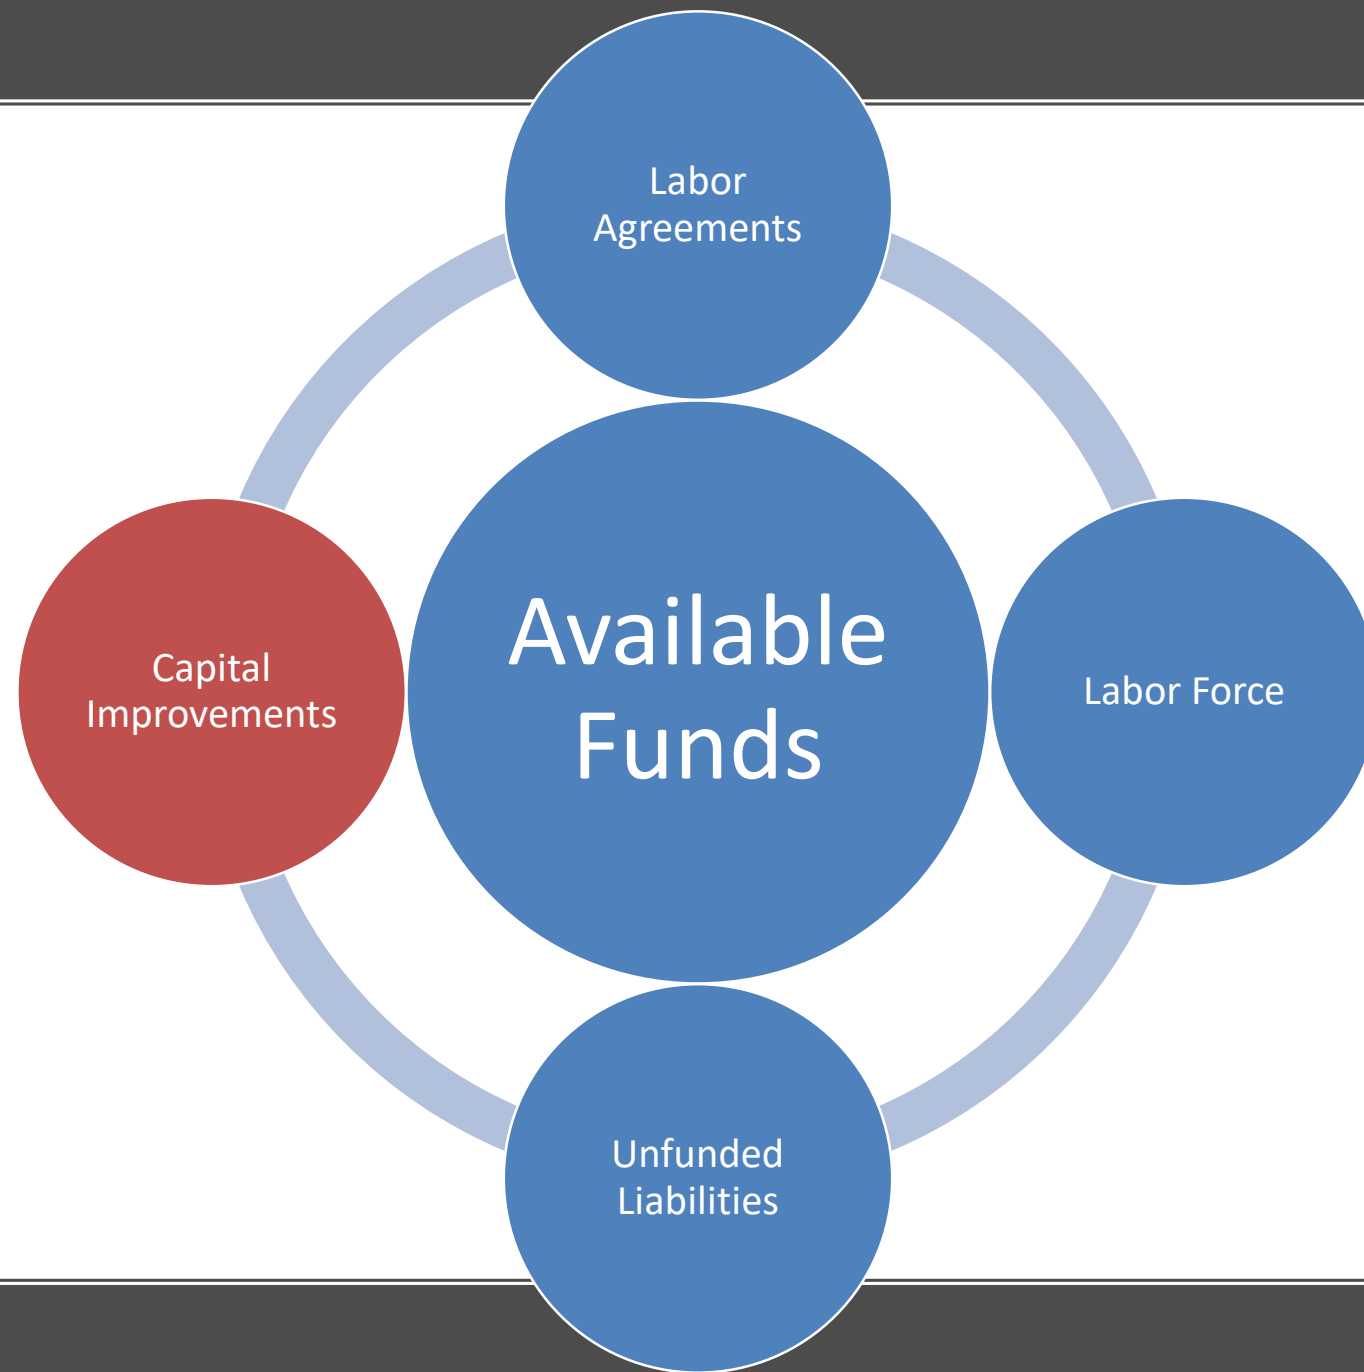 Labor
Agreements
Capital
Improvements
Available
Funds
Labor Force
Unfunded
Liabilities